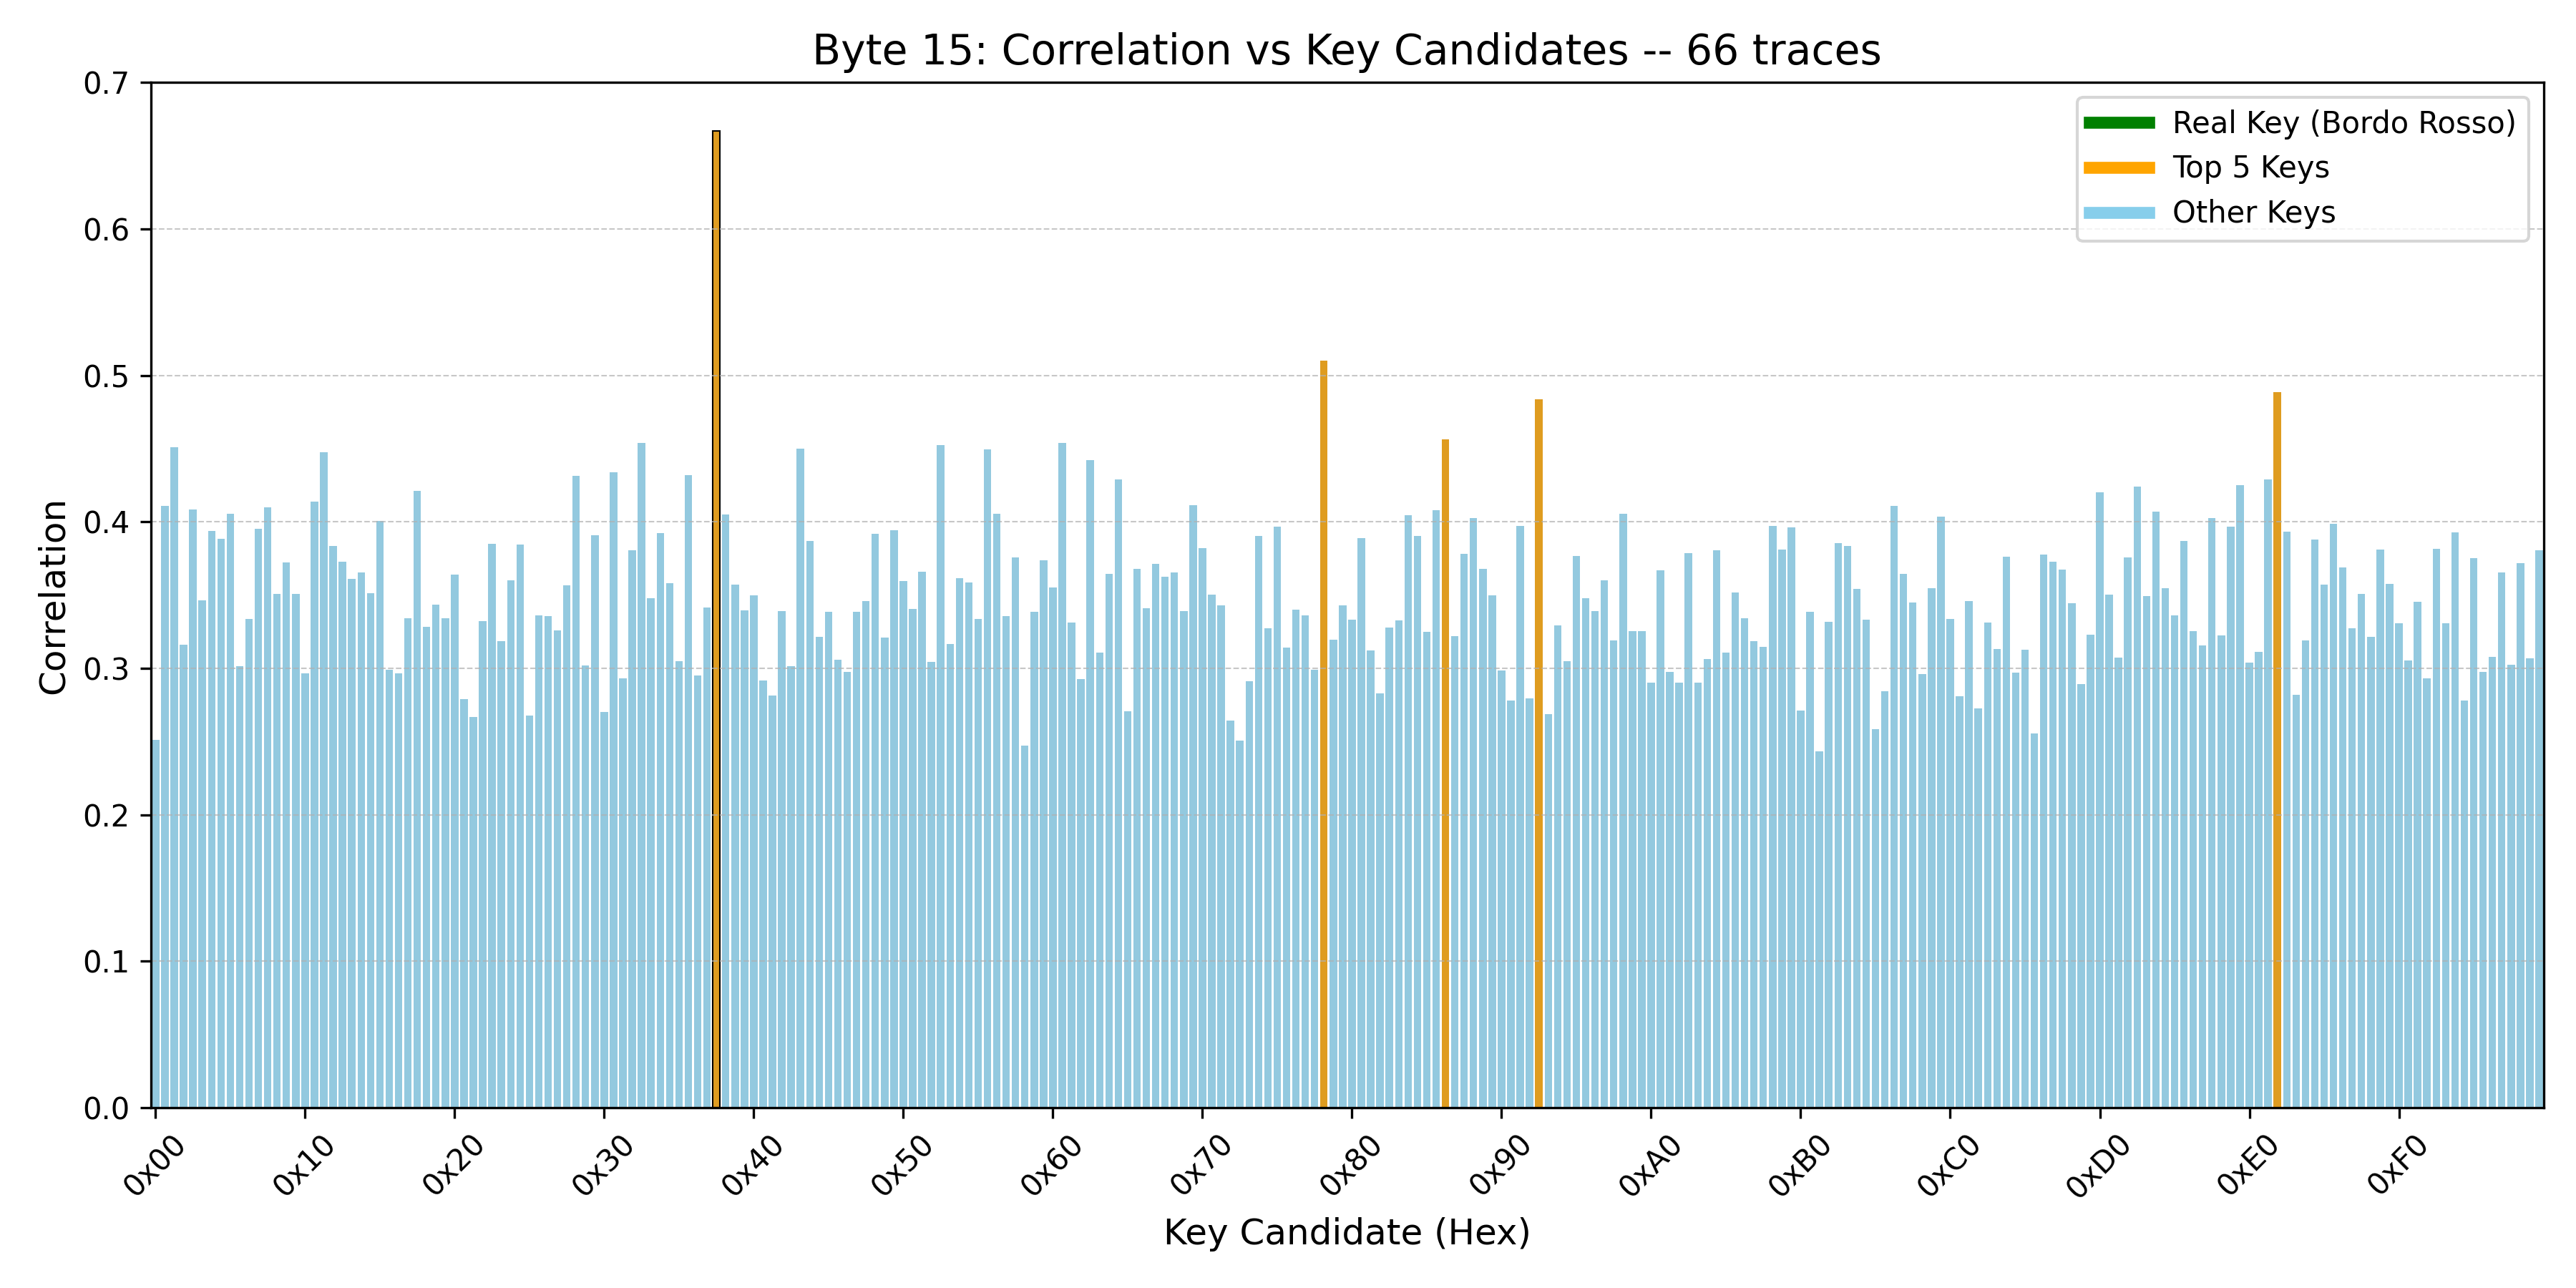 Byte 15: Correlation vs Key Candidates -- 66 traces
Real Key (Bordo Rosso)
Top 5 Keys
Other Keys
Correlation
0.7
0.6
0.5
0.4
0.3
0.2
0.1
0.0
0x00
0x10
0x20
0x30
0x40
0x50
0x60
0x70
0x80
0x90
0xA0
0xB0
0xC0
0xD0
0xE0
0xF0
Key Candidate (Hex)